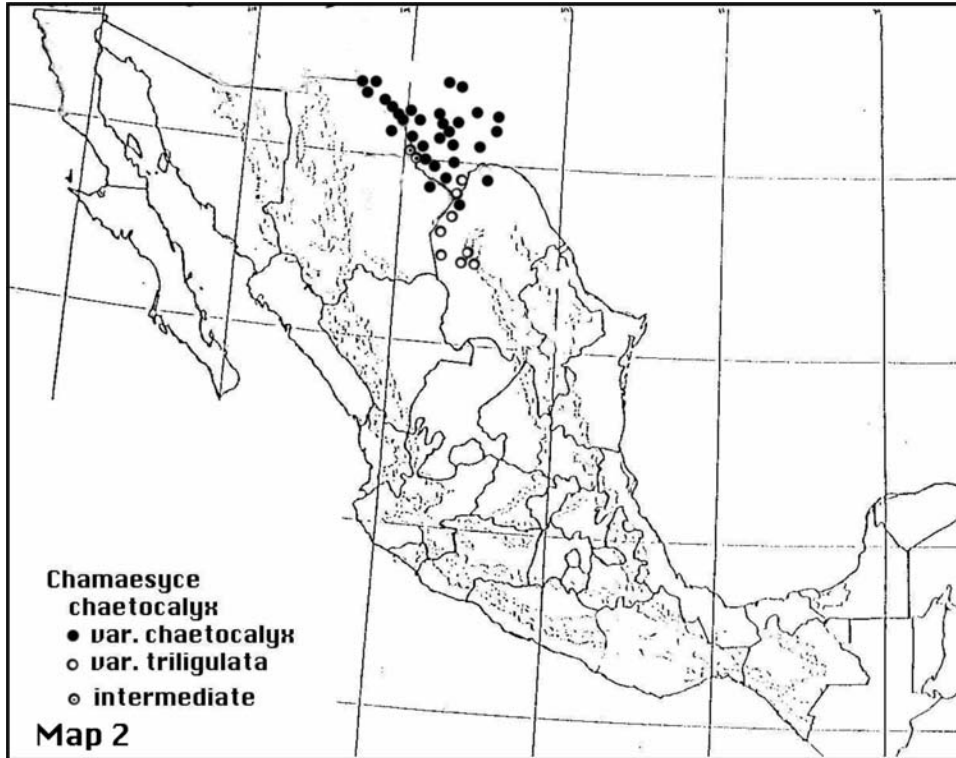 Chamaesyce
chaetocalyx
● var. chaetocalyx
○ var. triligulata
⊙ intermediate
Map 2